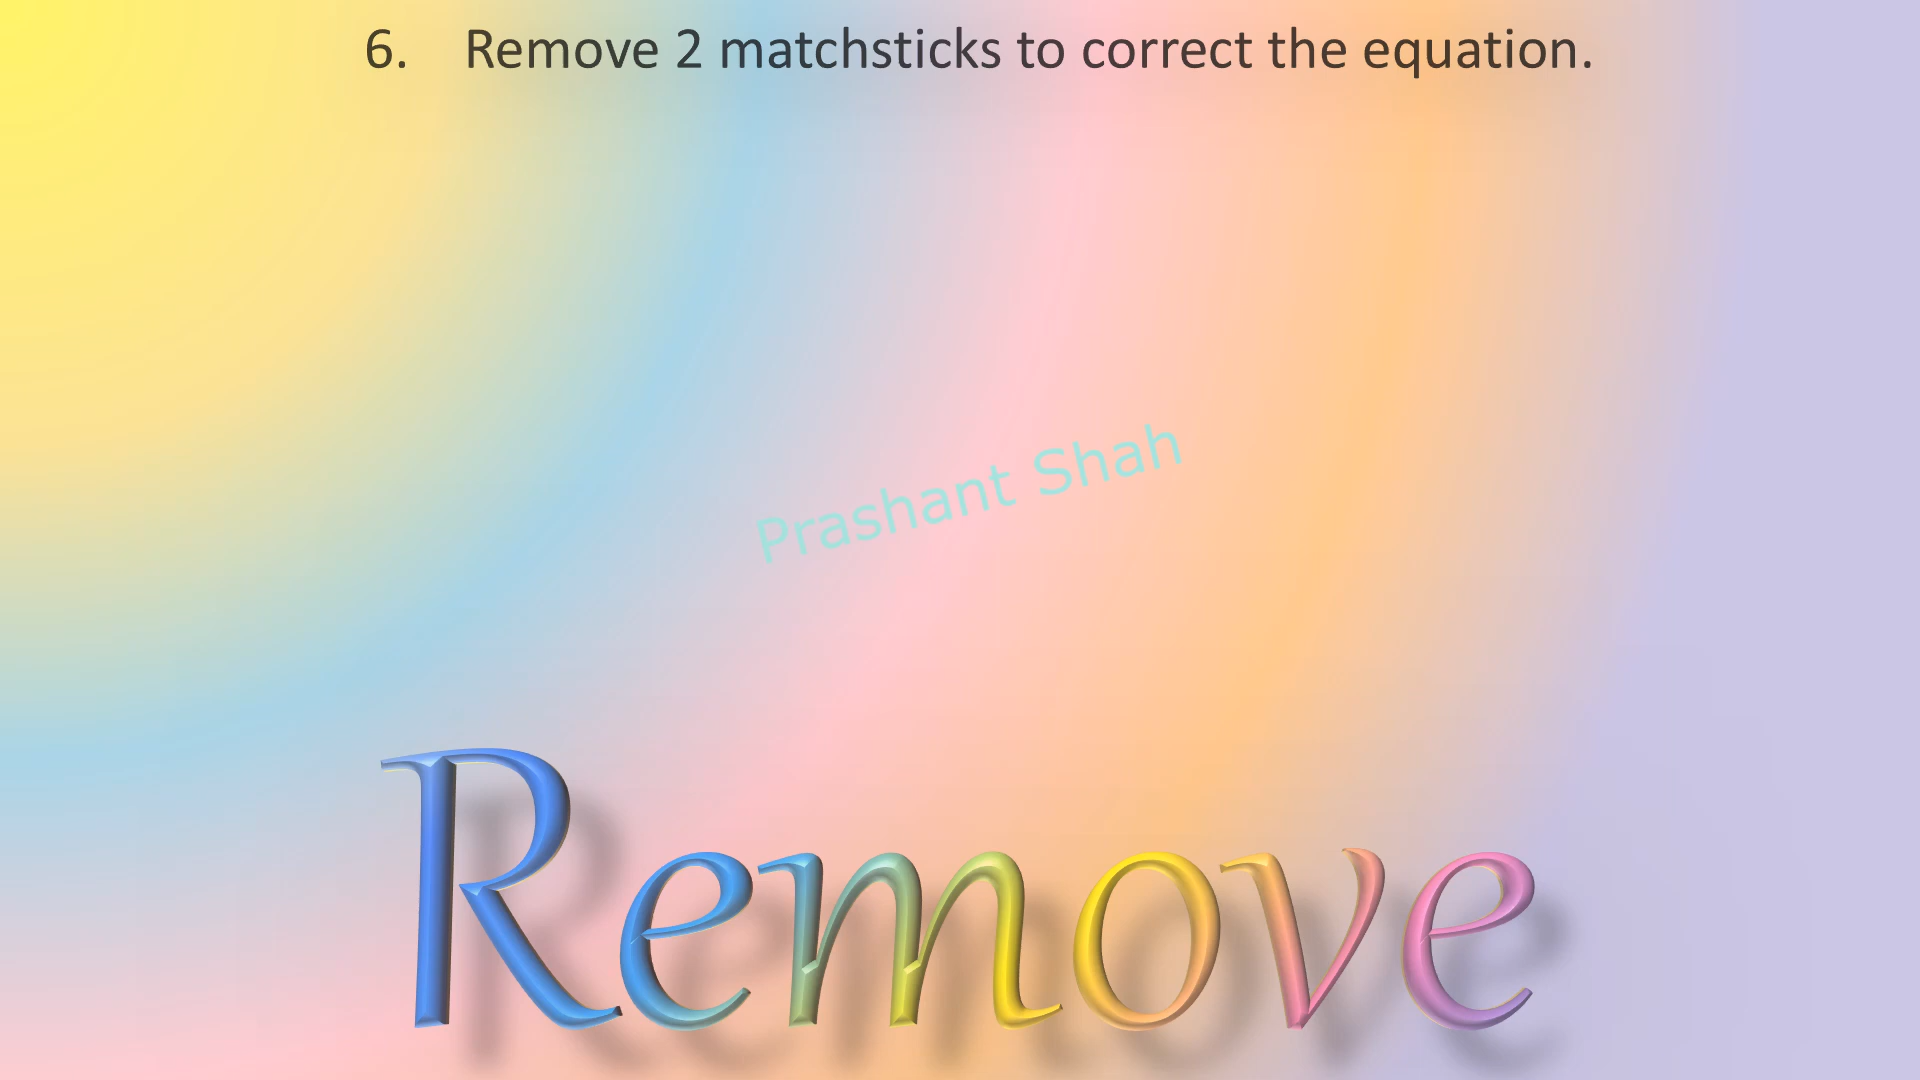 6. Remove 2 matchsticks to correct the equation.
Prashant Shah
Remove